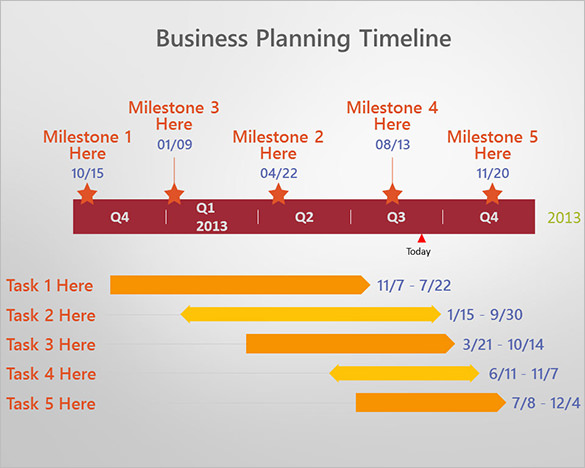 Business Planning Timeline
Milestone 1
Here
10/15
Milestone 3
Here
01/09
Milestone 2
Here
04/22
Milestone 4
Here
08/13
Milestone 5
Here
11/20
Q4
Q1
2013
Q2
Q3
Q4
2013
Today
Task 1 Here
11/7 - 7/22
Task 2 Here
1/15 - 9/30
Task 3 Here
3/21 - 10/14
Task 4 Here
6/11 - 11/7
Task 5 Here
7/8 - 12/4